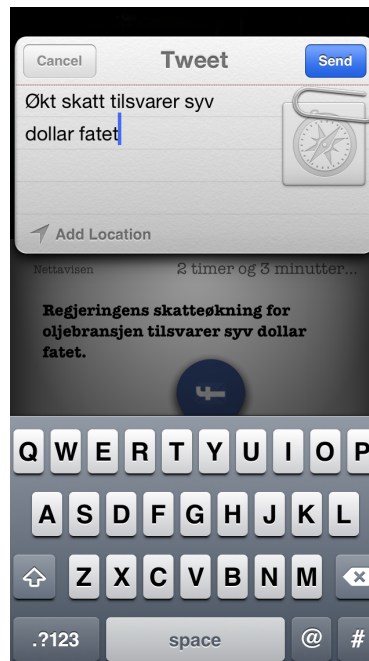 Cancel
Tweet
Send
Økt skatt tilsvarer syv
dollar fatet
Add Location
Nettavisen
2 timer og 3 minutter...
Regjeringens skatteøkning for
oljebransjen tilsvarer syv dollar
fatet.
Q W E R T Y U I O P
A S D F G H J K L
Z X C V B N M
.?123
space
@
#